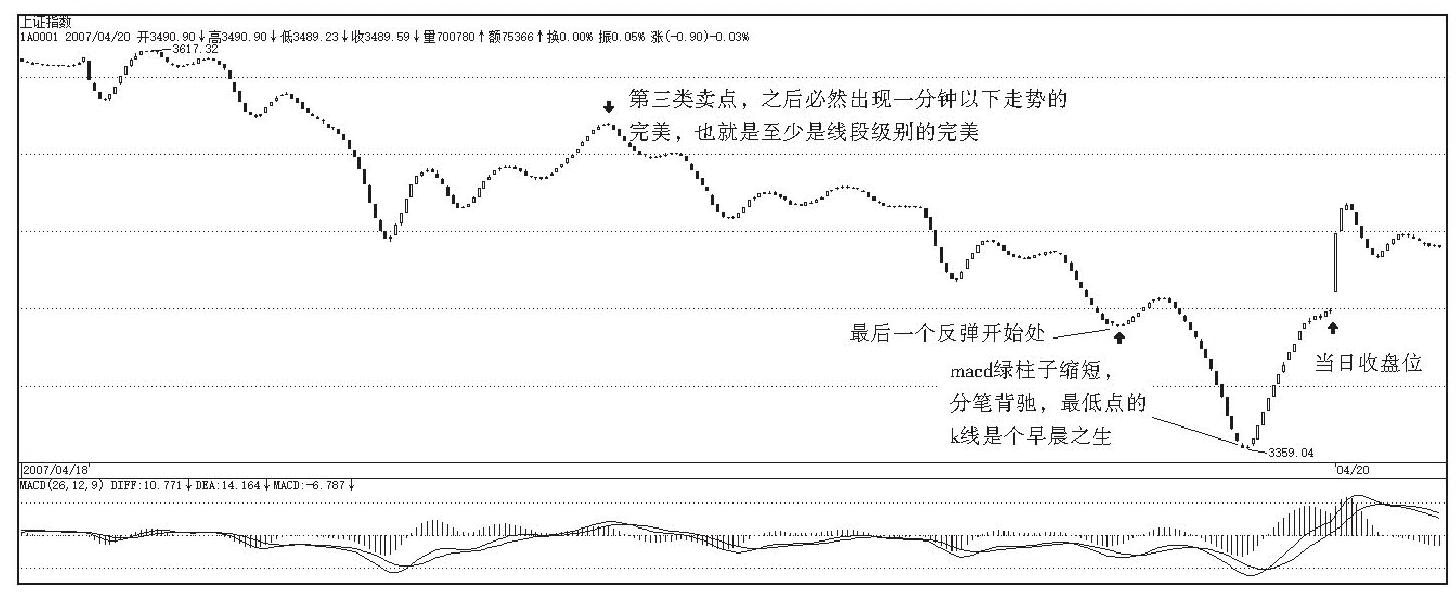 上证指数
1A0001 2007/04/20 开3490.90↓高3490.90↓低3489.23↓收3489.59↓量700780↑额75366↑换0.00% 振0.05% 涨(-0.90)-0.03%
3617.32
第三类卖点，之后必然出现一分钟以下走势的
完美，也就是至少是线段级别的完美
最后一个反弹开始处
当日收盘位
macd绿柱子缩短，
分笔背驰，最低点的
k线是个早晨之生
3359.04
2007/04/18
04/20
MACD(26,12,9) DIFF:10.771↓DEA:14.164↓MACD:-6.787↓